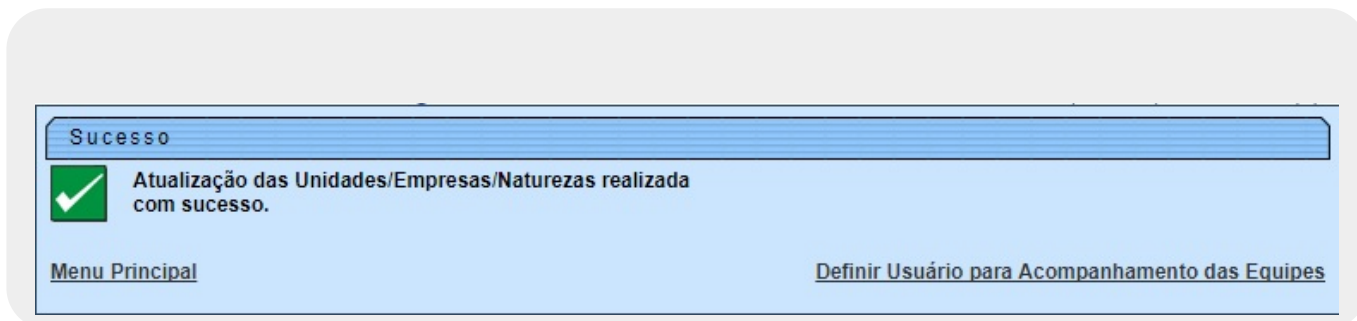 Sucesso
Atualização das Unidades/Empresas/Naturezas realizada
com sucesso.
Menu Principal
Definir Usuário para Acompanhamento das Equipes